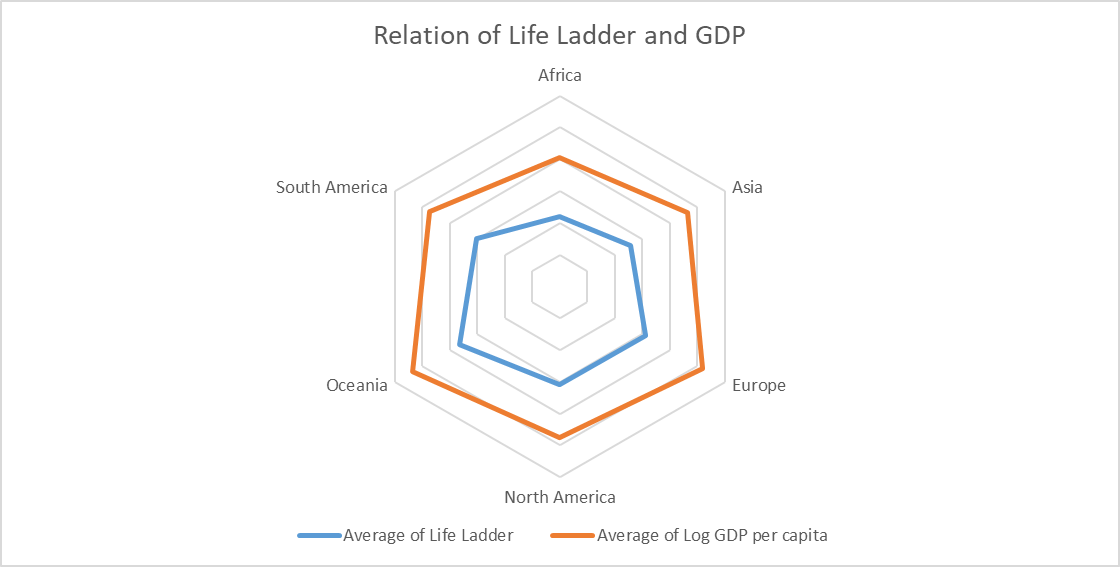 Relation of Life Ladder and GDP
Africa
South America
Asia
Oceania
Europe
North America
Average of Life Ladder
Average of Log GDP per capita